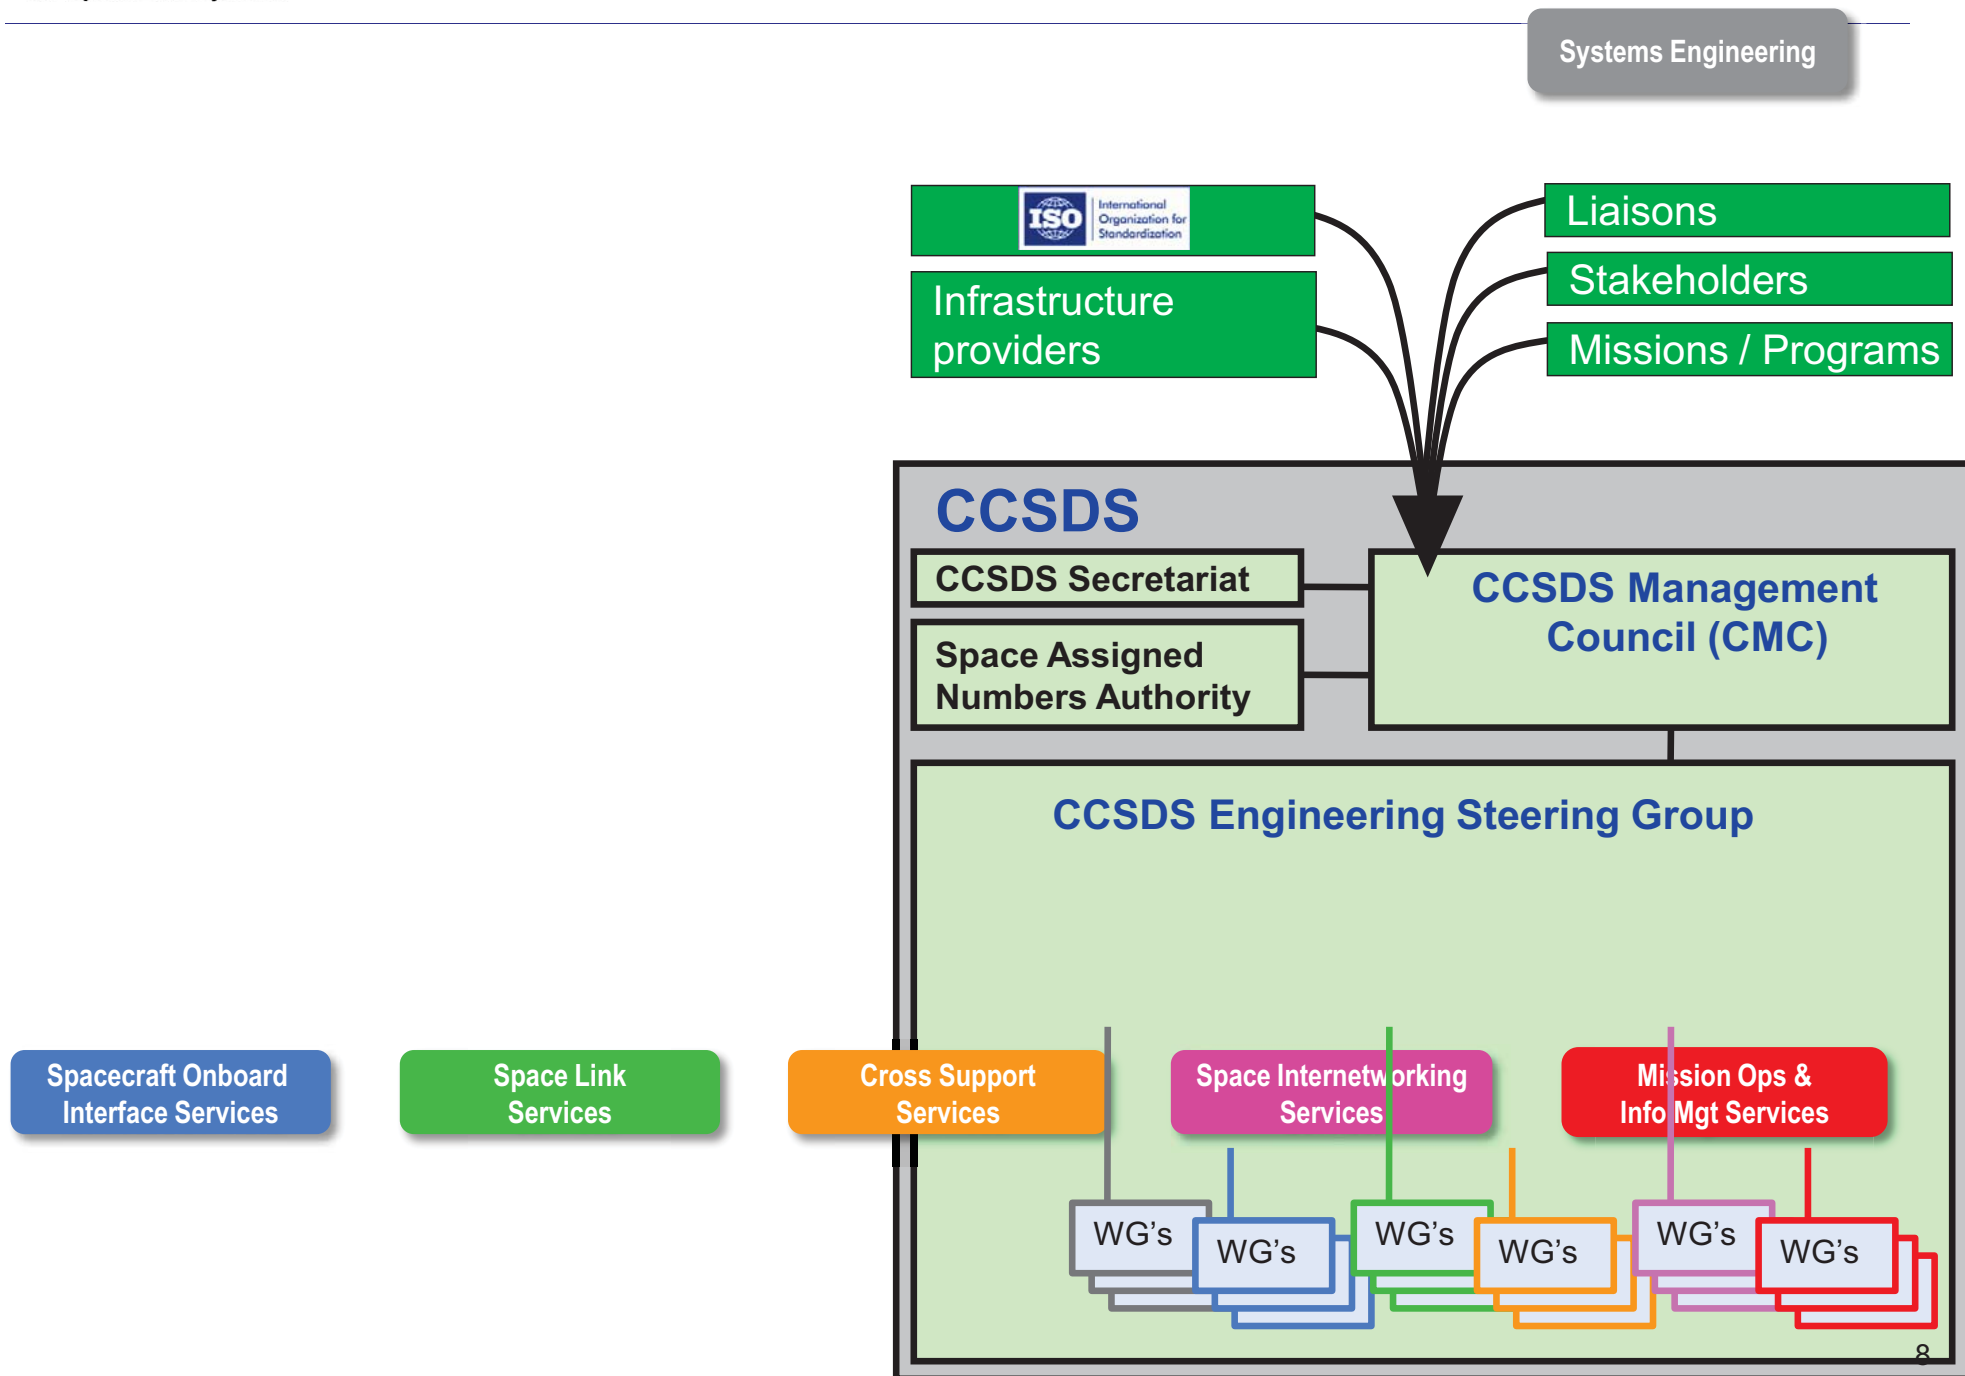 Systems Engineering
ISO
International
Organization for
Standardization
Infrastructure
providers
Liaisons
Stakeholders
Missions / Programs
CCSDS
CCSDS Secretariat
Space Assigned
Numbers Authority
CCSDS Management
Council (CMC)
CCSDS Engineering Steering Group
Spacecraft Onboard
Interface Services
Space Link
Services
Cross Support
Services
Space Internetworking
Services
Mission Ops &
Info Mgt Services
WG's
WG's
WG's
WG's
WG's
WG's
8